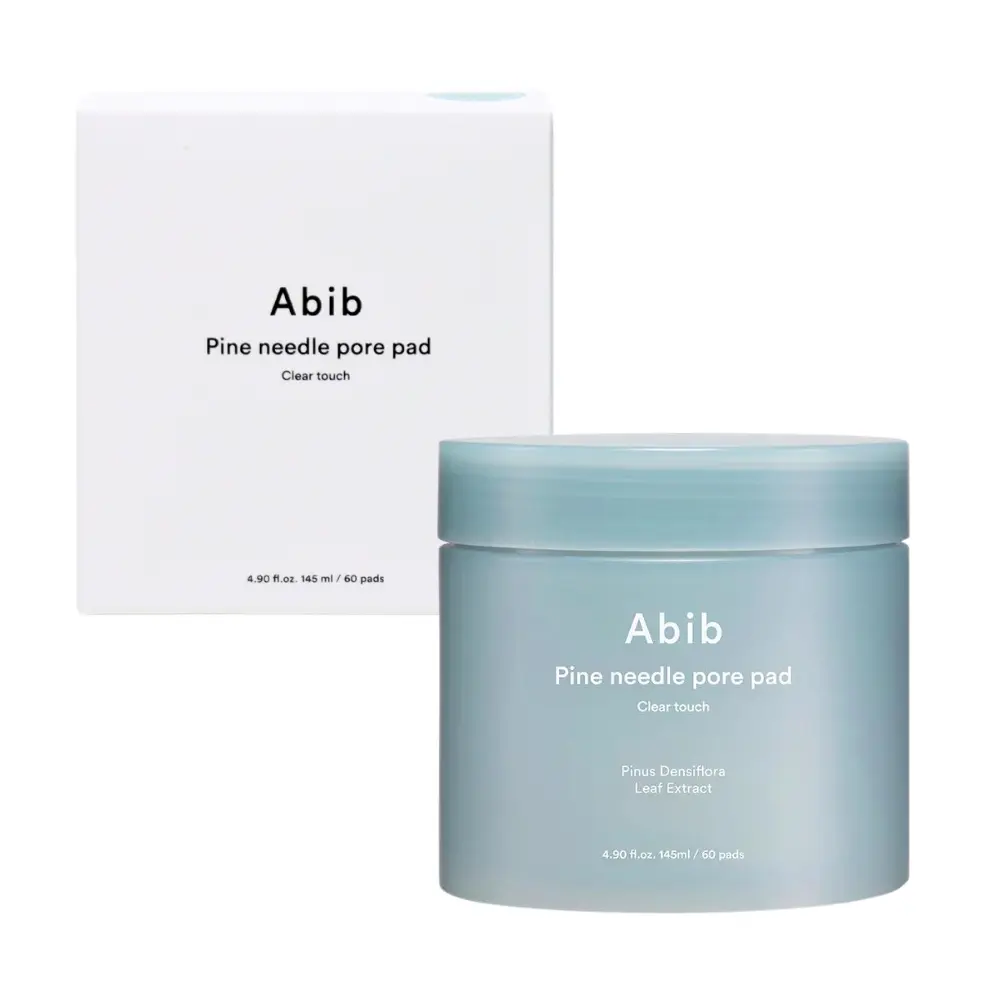 Abib
Pine needle pore pad
Clear touch
4.90 fl.oz. 145 ml / 60 pads
Abib
Pine needle pore pad
Clear touch
Pinus Densiflora
Leaf Extract
4.90 fl.oz. 145ml / 60 pads